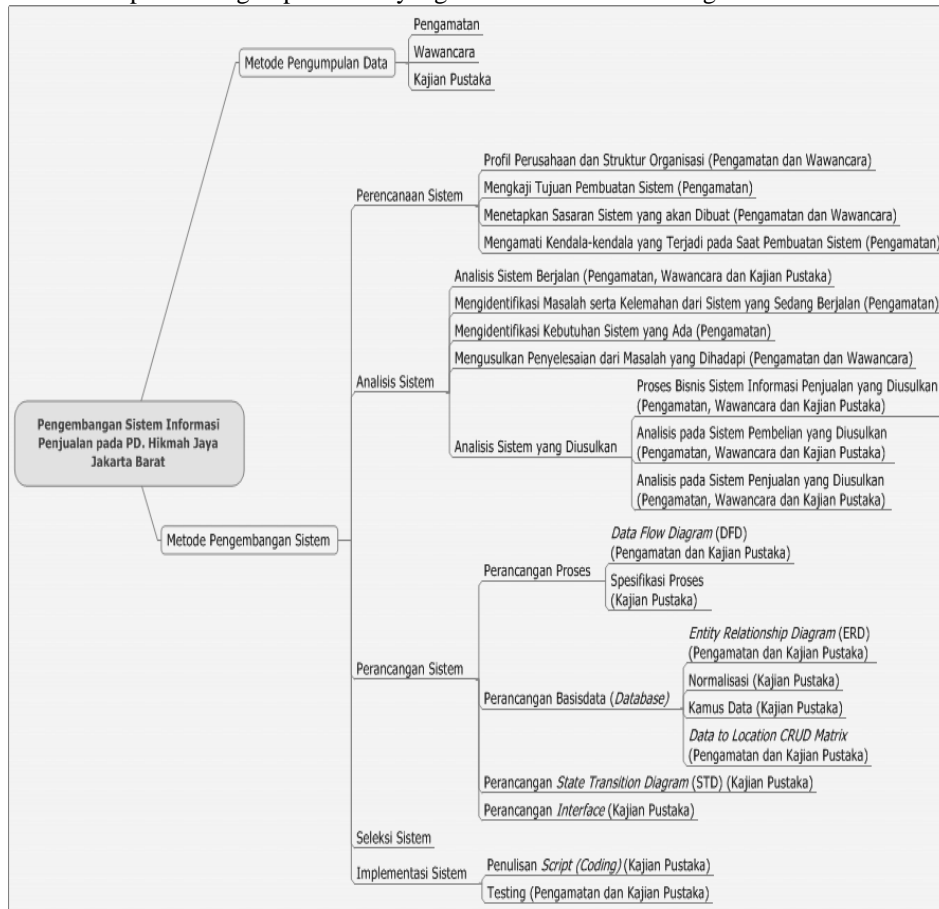 Pengamatan
Metode Pengumpulan Data
Wawancara
Kajian Pustaka
Profil Perusahaan dan Struktur Organisasi (Pengamatan dan Wawancara)
Perencanaan Sistem
Mengkaji Tujuan Pembuatan Sistem (Pengamatan)
Menetapkan Sasaran Sistem yang akan Dibuat (Pengamatan dan Wawancara)
Mengamati Kendala-kendala yang Terjadi pada Saat Pembuatan Sistem (Pengamatan)
Analisis Sistem Berjalan (Pengamatan, Wawancara dan Kajian Pustaka)
Mengidentifikasi Masalah serta Kelemahan dari Sistem yang Sedang Berjalan (Pengamatan)
Mengidentifikasi Kebutuhan Sistem yang Ada (Pengamatan)
Mengusulkan Penyelesaian dari Masalah yang Dihadapi (Pengamatan dan Wawancara)
Analisis Sistem
Proses Bisnis Sistem Informasi Penjualan yang Diusulkan
(Pengamatan, Wawancara dan Kajian Pustaka)
Analisis Sistem yang Diusulkan
Analisis pada Sistem Pembelian yang Diusulkan
(Pengamatan, Wawancara dan Kajian Pustaka)
Analisis pada Sistem Penjualan yang Diusulkan
(Pengamatan, Wawancara dan Kajian Pustaka)
Pengembangan Sistem Informasi
Penjualan pada PD. Hikmah Jaya
Jakarta Barat
Metode Pengembangan Sistem
Data Flow Diagram (DFD)
(Pengamatan dan Kajian Pustaka)
Perancangan Proses
Spesifikasi Proses
(Kajian Pustaka)
Entity Relationship Diagram (ERD)
(Pengamatan dan Kajian Pustaka)
Perancangan Sistem
Normalisasi (Kajian Pustaka)
Perancangan Basisdata (Database)
Kamus Data (Kajian Pustaka)
Data to Location CRUD Matrix
(Pengamatan dan Kajian Pustaka)
Perancangan State Transition Diagram (STD) (Kajian Pustaka)
Perancangan Interface (Kajian Pustaka)
Seleksi Sistem
Implementasi Sistem
Penulisan Script (Coding) (Kajian Pustaka)
Testing (Pengamatan dan Kajian Pustaka)